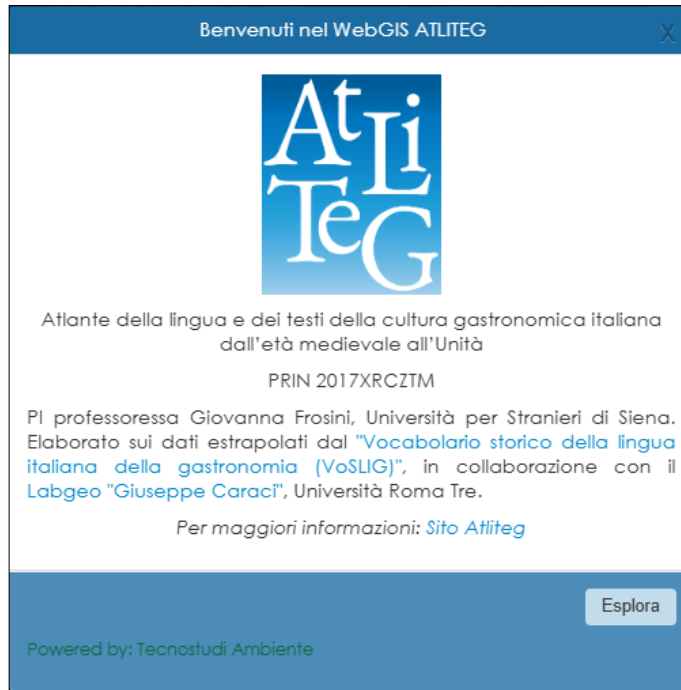 Benvenuti nel WebGIS ATLITEG
X
AtLi
TeG
Atlante della lingua e dei testi della cultura gastronomica italiana
dall'età medievale all'Unità
PRIN 2017XRCZTM
PI professoressa Giovanna Frosini, Università per Stranieri di Siena.
Elaborato sui dati estrapolati dal "Vocabolario storico della lingua
italiana della gastronomia (VoSLIG)", in collaborazione con il
Labgeo "Giuseppe Caraci", Università Roma Tre.
Per maggiori informazioni: Sito Atliteg
Esplora
Powered by: Tecnostudi Ambiente